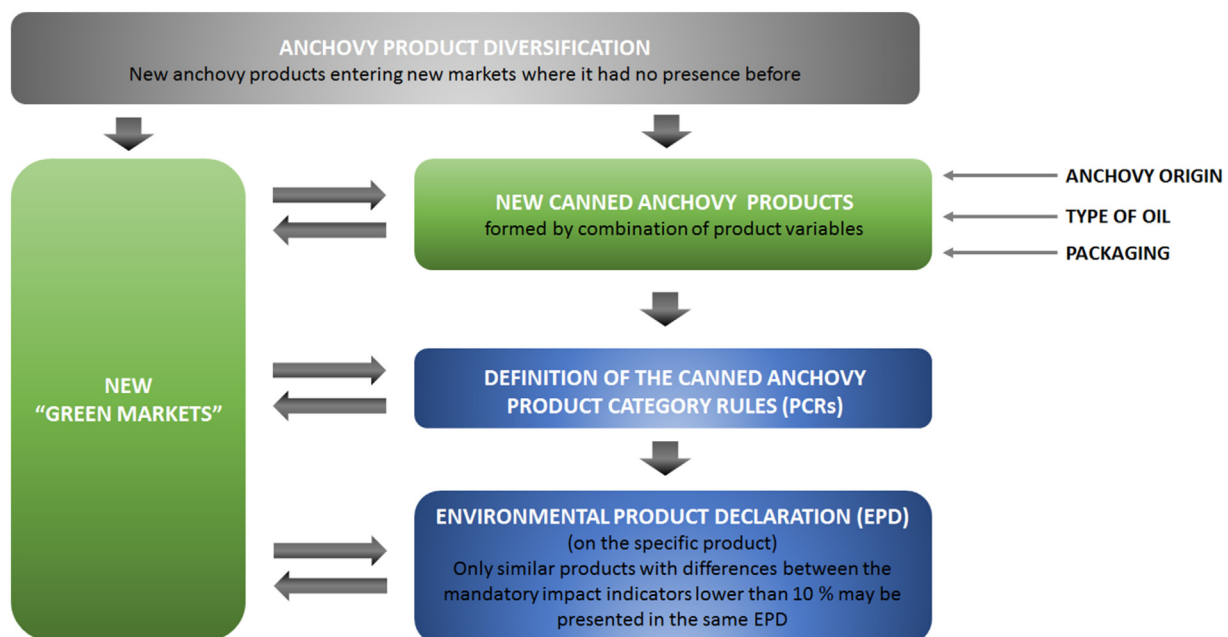 ANCHOVY PRODUCT DIVERSIFICATION
New anchovy products entering new markets where it had no presence before
NEW CANNED ANCHOVY PRODUCTS
formed by combination of product variables
ANCHOVY ORIGIN
TYPE OF OIL
PACKAGING
NEW
“GREEN MARKETS”
DEFINITION OF THE CANNED ANCHOVY
PRODUCT CATEGORY RULES (PCRs)
ENVIRONMENTAL PRODUCT DECLARATION (EPD)
(on the specific product)
Only similar products with differences between the
mandatory impact indicators lower than 10 % may be
presented in the same EPD